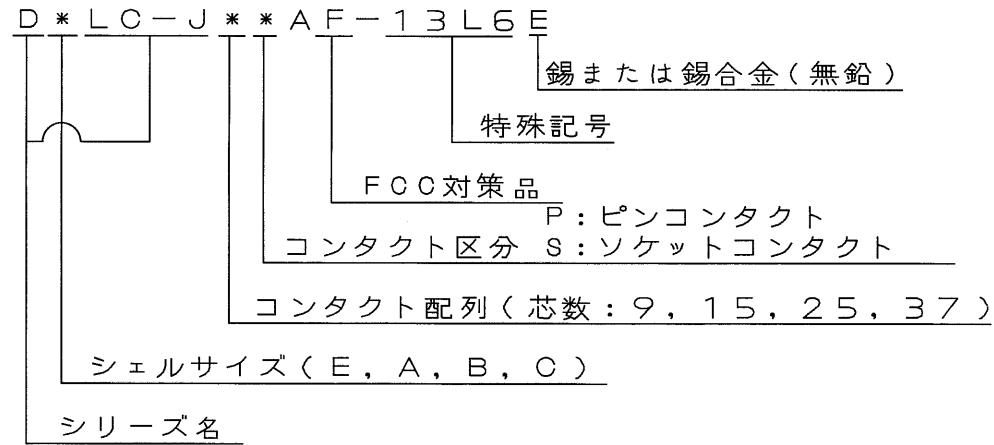 D*LC-J**AF-13L6E
錫または錫合金(無鉛)
特殊記号
FCC対策品
P:ピンコンタクト
コンタクト区分 S:ソケットコンタクト
コンタクト配列(芯数:9,15,25,37)
シェルサイズ(E,A,B,C)
シリーズ名